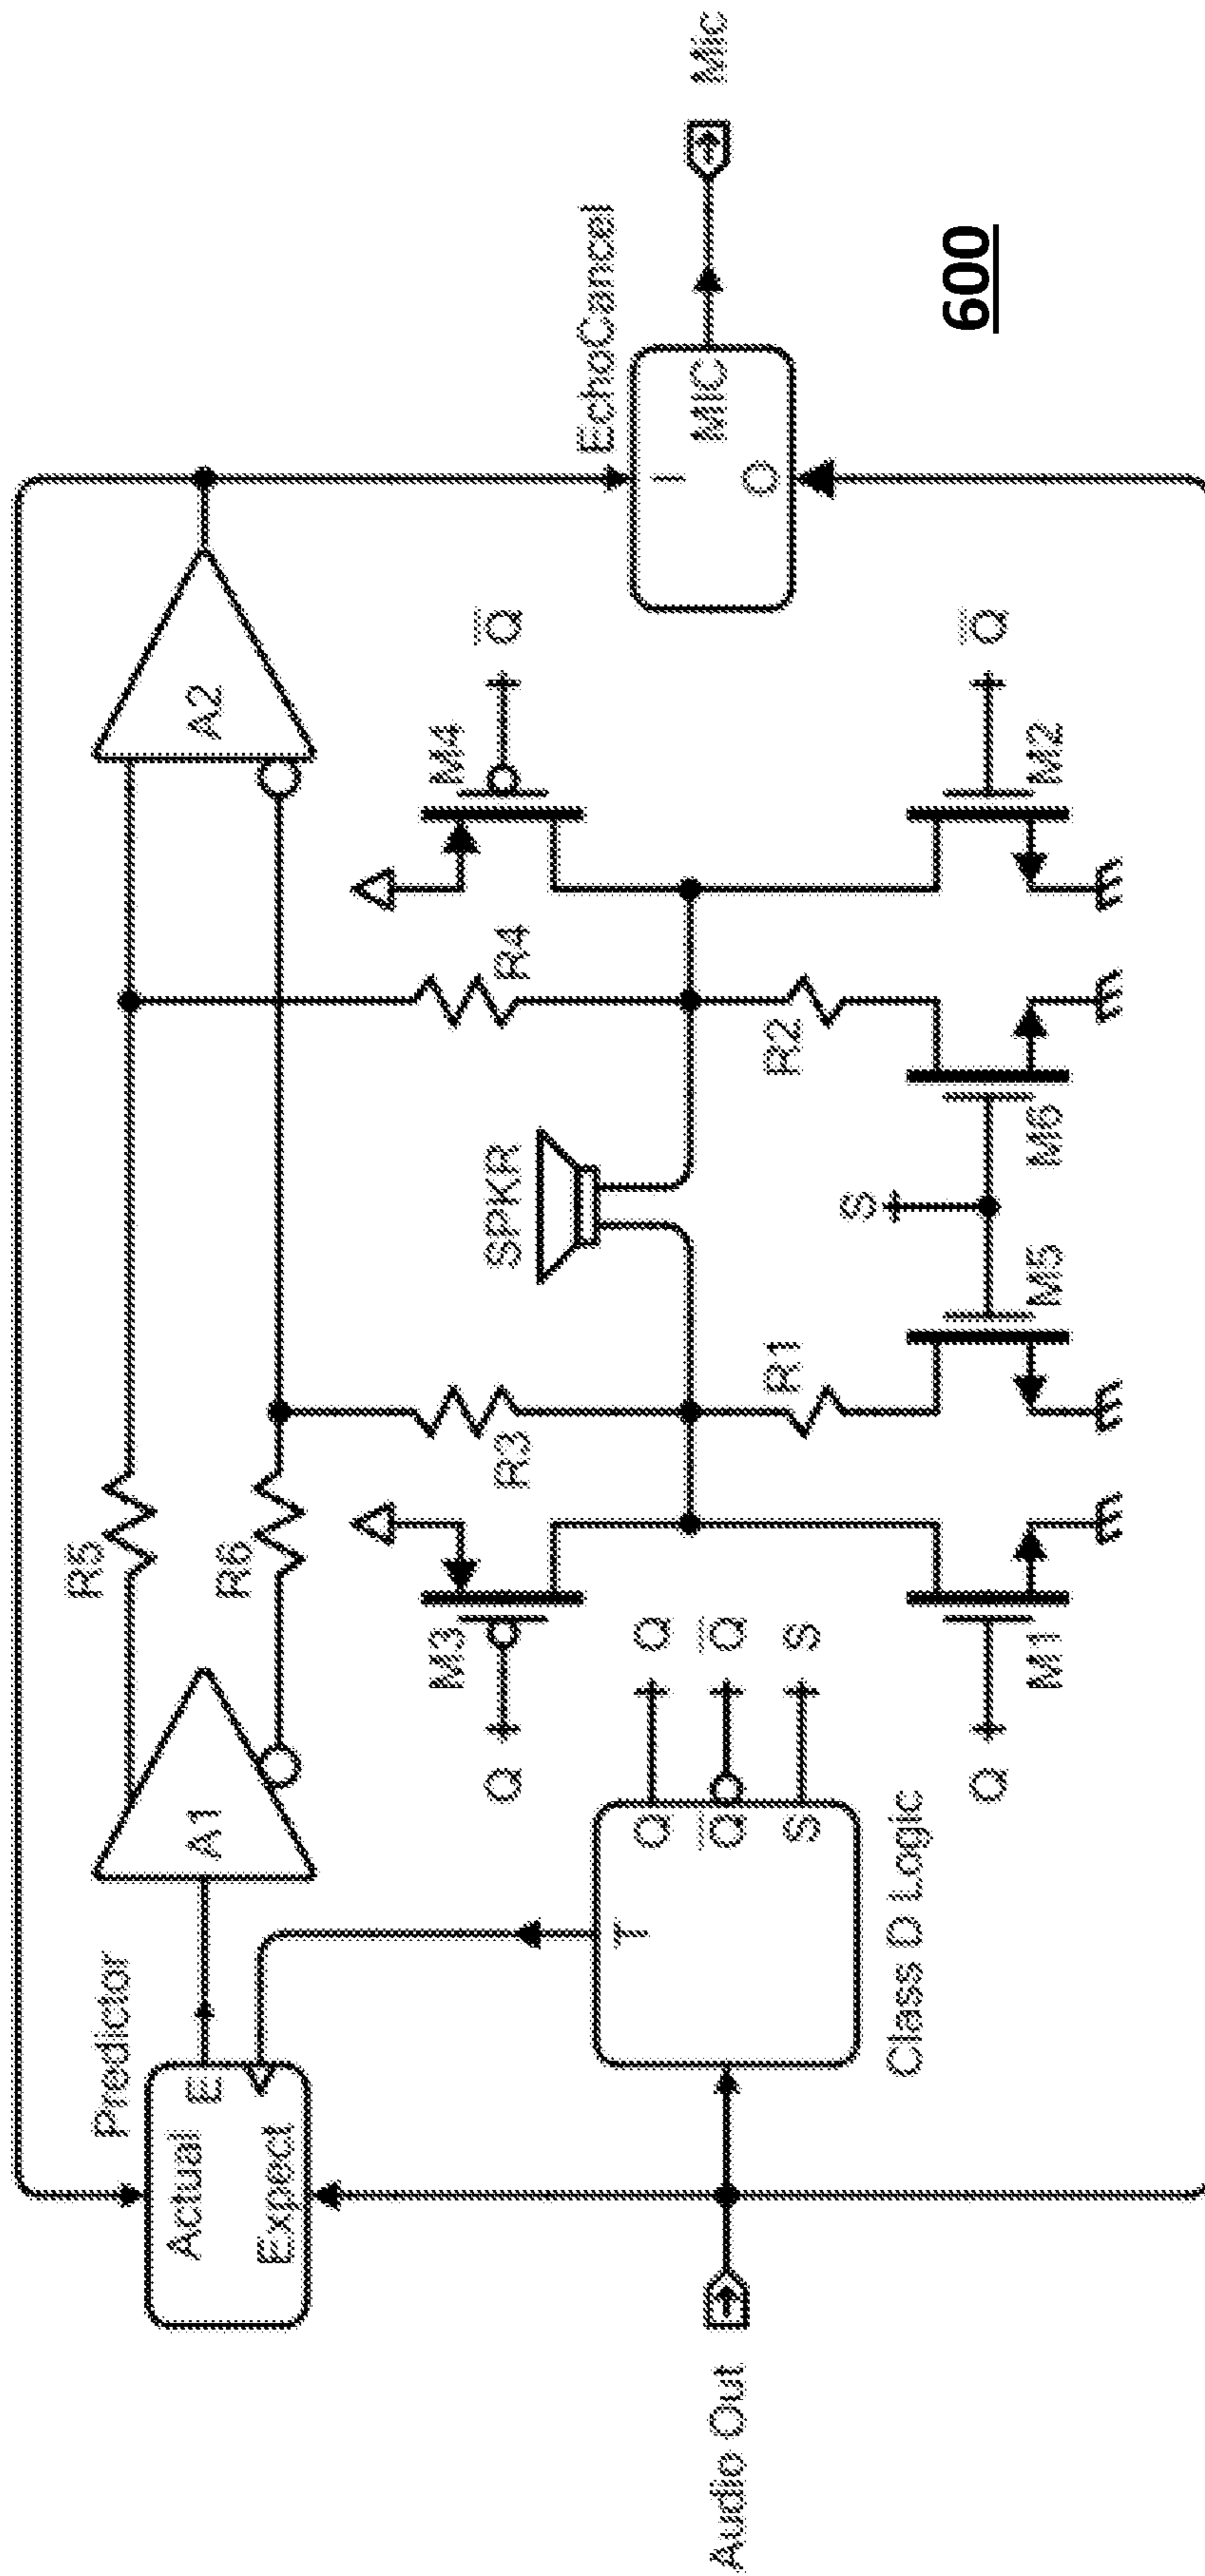 Predictor
Actual
E
Expect
A1
R5
R6
A2
EchoCancel
I
MIC
O
Mic
600
T
Q
Q̅
S
Q
Q̅
S
Class D Logic
Audio Out
Q
M3
Q
M1
R3
R1
SPKR
S
M5
M6
R4
R2
M4
Q̅
M2
Q̅